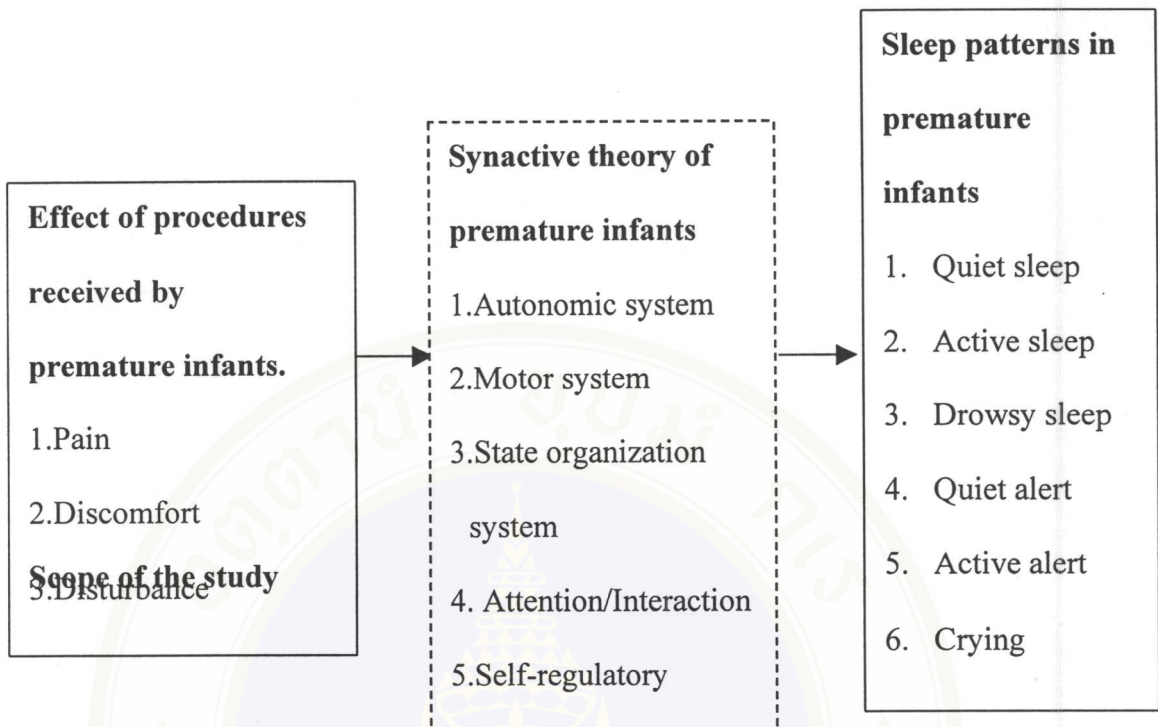 Effect of procedures
received by
premature infants.
1.Pain
2.Discomfort
3.Disturbance
Scope of the study
Synactive theory of
premature infants
1.Autonomic system
2.Motor system
3.State organization
system
4. Attention/Interaction
5.Self-regulatory
Sleep patterns in
premature
infants
1. Quiet sleep
2. Active sleep
3. Drowsy sleep
4. Quiet alert
5. Active alert
6. Crying